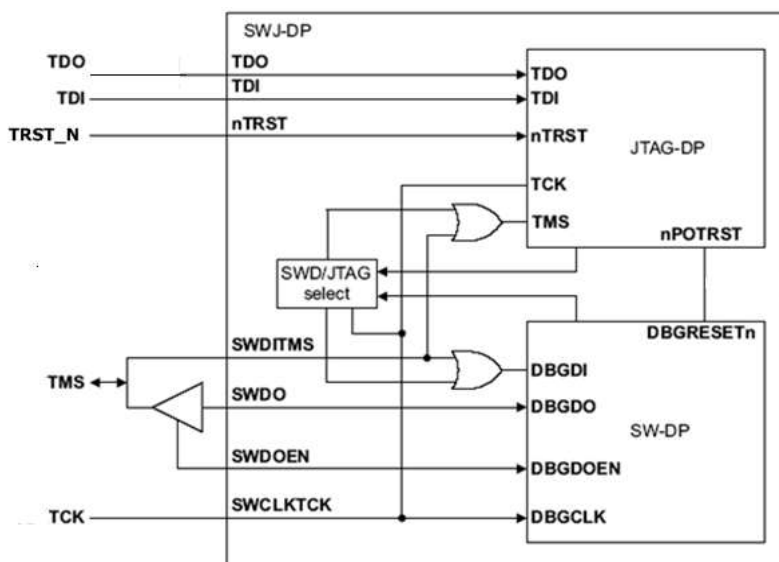 SWJ-DP
TDO
TDO
TDO
TDI
TDI
TDI
TRST_N
nTRST
nTRST
JTAG-DP
TCK
TMS
nPOTRST
SWD/JTAG
select
DBGRESETn
SWDITMS
DBGDI
TMS
SWDO
DBGDO
SW-DP
SWDOEN
DBGDOEN
TCK
SWCLKTCK
DBGCLK